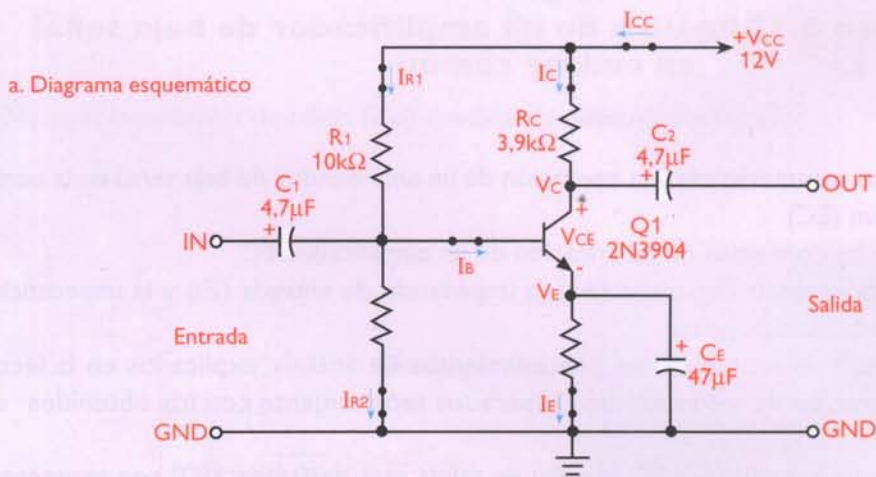 a. Diagrama esquemático
ICC
+VCC
12V
IR1
IC
R1
10kΩ
RC
3,9kΩ
C2
4,7µF
C1
4,7µF
VC
OUT
+
+
IN
+
VCE
Q1
2N3904
IB
-
VE
Entrada
Salida
+
CE
47µF
IR2
IE
GND
GND